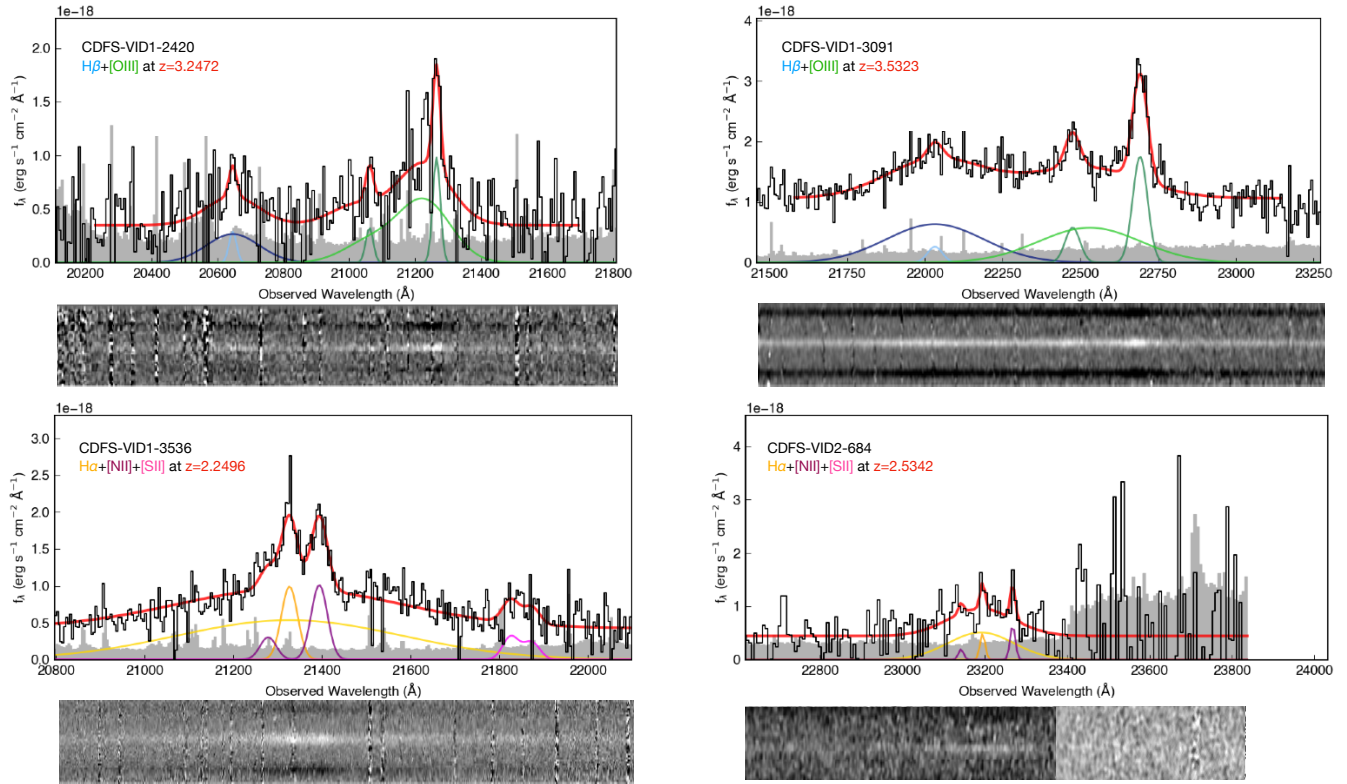 1e−18
CDFS-VID1-2420
Hβ+[OIII] at z=3.2472
f_λ (erg s⁻¹ cm⁻² Å⁻¹)
2.0
1.5
1.0
0.5
0.0
20200 20400 20600 20800 21000 21200 21400 21600 21800
Observed Wavelength (Å)
1e−18
CDFS-VID1-3091
Hβ+[OIII] at z=3.5323
f_λ (erg s⁻¹ cm⁻² Å⁻¹)
4
3
2
1
0
21500 21750 22000 22250 22500 22750 23000 23250
Observed Wavelength (Å)
1e−18
CDFS-VID1-3536
Hα+[NII]+[SII] at z=2.2496
f_λ (erg s⁻¹ cm⁻² Å⁻¹)
3.0
2.5
2.0
1.5
1.0
0.5
0.0
20800 21000 21200 21400 21600 21800 22000
Observed Wavelength (Å)
1e−18
CDFS-VID2-684
Hα+[NII]+[SII] at z=2.5342
f_λ (erg s⁻¹ cm⁻² Å⁻¹)
4
3
2
1
0
22800 23000 23200 23400 23600 23800 24000
Observed Wavelength (Å)